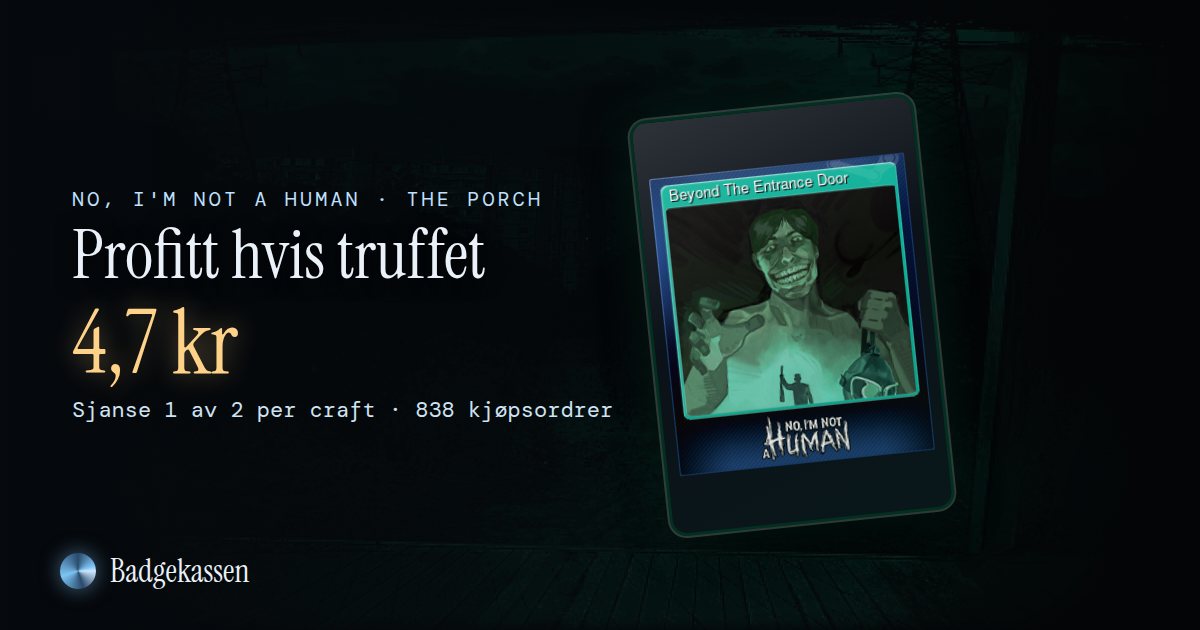 NO, I'M NOT A HUMAN · THE PORCH
Profitt hvis truffet
4,7 kr
Sjanse 1 av 2 per craft · 838 kjøpsordrer
Badgekassen
Beyond The Entrance Door
NO, I'M NOT
A HUMAN